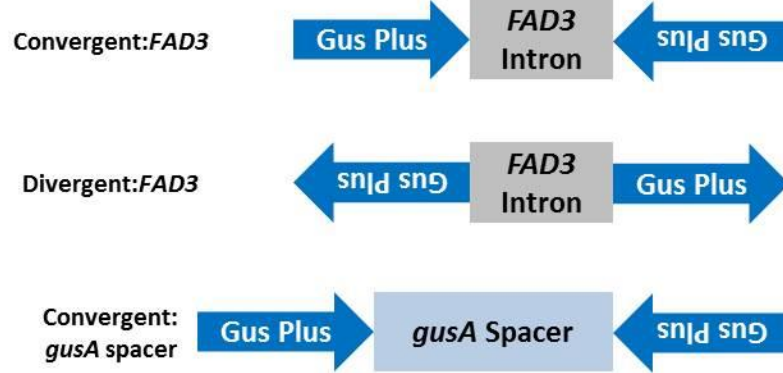 Convergent:FAD3
Gus Plus
FAD3
Intron
Gus Plus
Divergent:FAD3
Gus Plus
FAD3
Intron
Gus Plus
Convergent:
gusA spacer
Gus Plus
gusA Spacer
Gus Plus